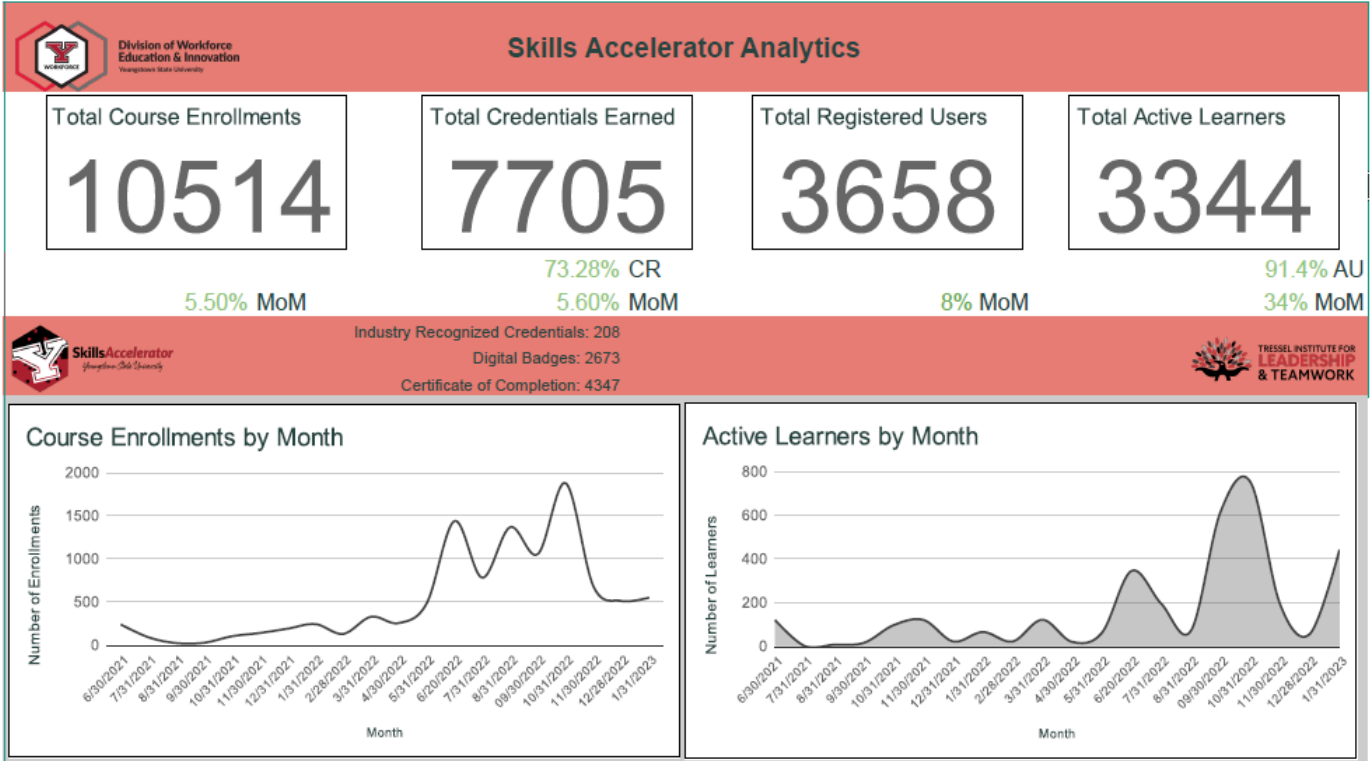 Skills Accelerator Analytics
Y
WORKFORCE
Division of Workforce
Education & Innovation
Youngstown State University
Total Course Enrollments
10514
5.50% MoM
Total Credentials Earned
7705
73.28% CR
5.60% MoM
Total Registered Users
3658
8% MoM
Total Active Learners
3344
91.4% AU
34% MoM
Y
SkillsAccelerator
Youngstown State University
Industry Recognized Credentials: 208
Digital Badges: 2673
Certificate of Completion: 4347
TRESSEL INSTITUTE FOR
LEADERSHIP
& TEAMWORK
Course Enrollments by Month
Number of Enrollments
2000
1500
1000
500
0
6/30/2021
7/31/2021
8/31/2021
9/30/2021
10/31/2021
11/30/2021
12/31/2021
1/31/2022
2/28/2022
3/31/2022
4/30/2022
5/31/2022
6/20/2022
7/31/2022
8/31/2022
09/30/2022
10/31/2022
11/30/2022
12/28/2022
1/31/2023
Month
Active Learners by Month
Number of Learners
800
600
400
200
0
6/30/2021
7/31/2021
8/31/2021
9/30/2021
10/31/2021
11/30/2021
12/31/2021
1/31/2022
2/28/2022
3/31/2022
4/30/2022
5/31/2022
6/20/2022
7/31/2022
8/31/2022
09/30/2022
10/31/2022
11/30/2022
12/28/2022
1/31/2023
Month